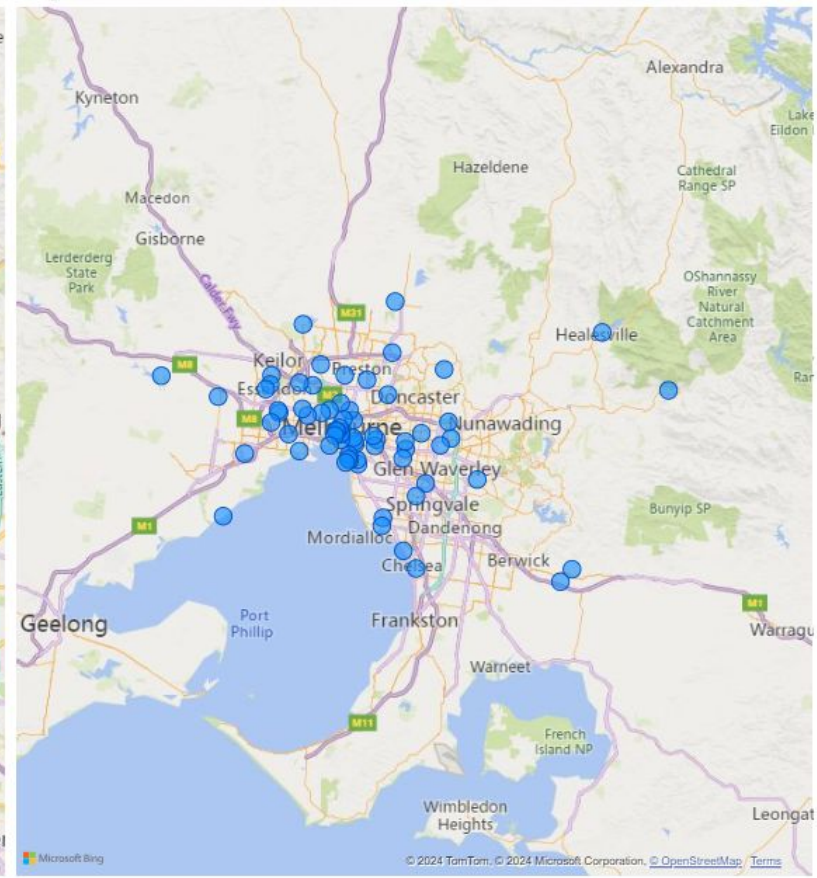 Alexandra
Kyneton
Lake
Eildon
Hazeldene
Cathedral
Range SP
Macedon
Gisborne
Lerderderg
State
Park
Calder Fwy
OShannassy
River
Natural
Catchment
Area
M31
Healesville
M8
Keilor
Preston
Doncaster
M8
Melbourne
Nunawading
Glen Waverley
Springvale
Bunyip SP
M1
Mordialloc
Dandenong
Chelsea
Berwick
M1
Geelong
Port
Phillip
Frankston
Warragu
Warneet
M11
French
Island NP
Wimbledon
Heights
Leongat
Microsoft Bing
© 2024 TomTom, © 2024 Microsoft Corporation, © OpenStreetMap Terms